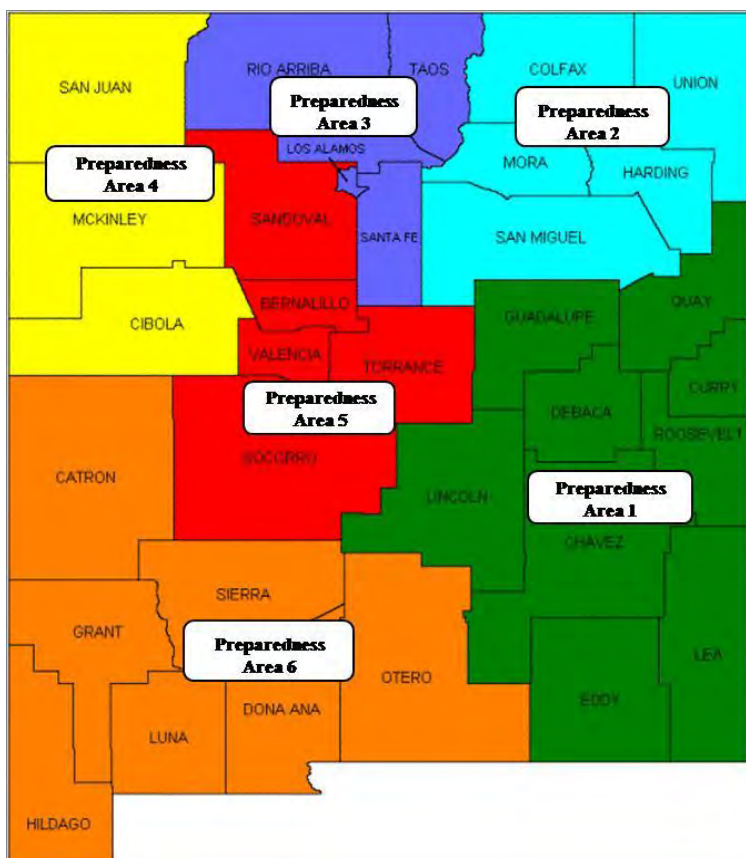 RIO ARRIBA
TAOS
COLFAX
UNION
SAN JUAN
Preparedness
Area 3
Preparedness
Area 2
LOS ALAMOS
MORA
Preparedness
Area 4
HARDING
MCKINLEY
SANDOVAL
SANTA FE
SAN MIGUEL
BERNALILLO
QUAY
GUADALUPE
CIBOLA
VALENCIA
TORRANCE
CURRY
Preparedness
Area 5
DEBACA
ROOSEVELT
SOCORRO
CATRON
LINCOLN
Preparedness
Area 1
CHAVEZ
SIERRA
GRANT
Preparedness
Area 6
LEA
OTERO
EDDY
DONA ANA
LUNA
HILDAGO